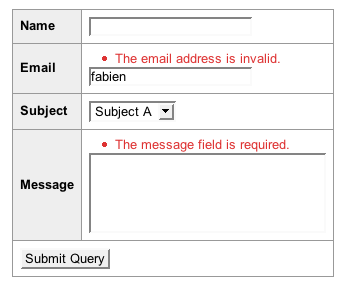 Name
Email
• The email address is invalid.
fabien
Subject
Subject A
Message
• The message field is required.
Submit Query